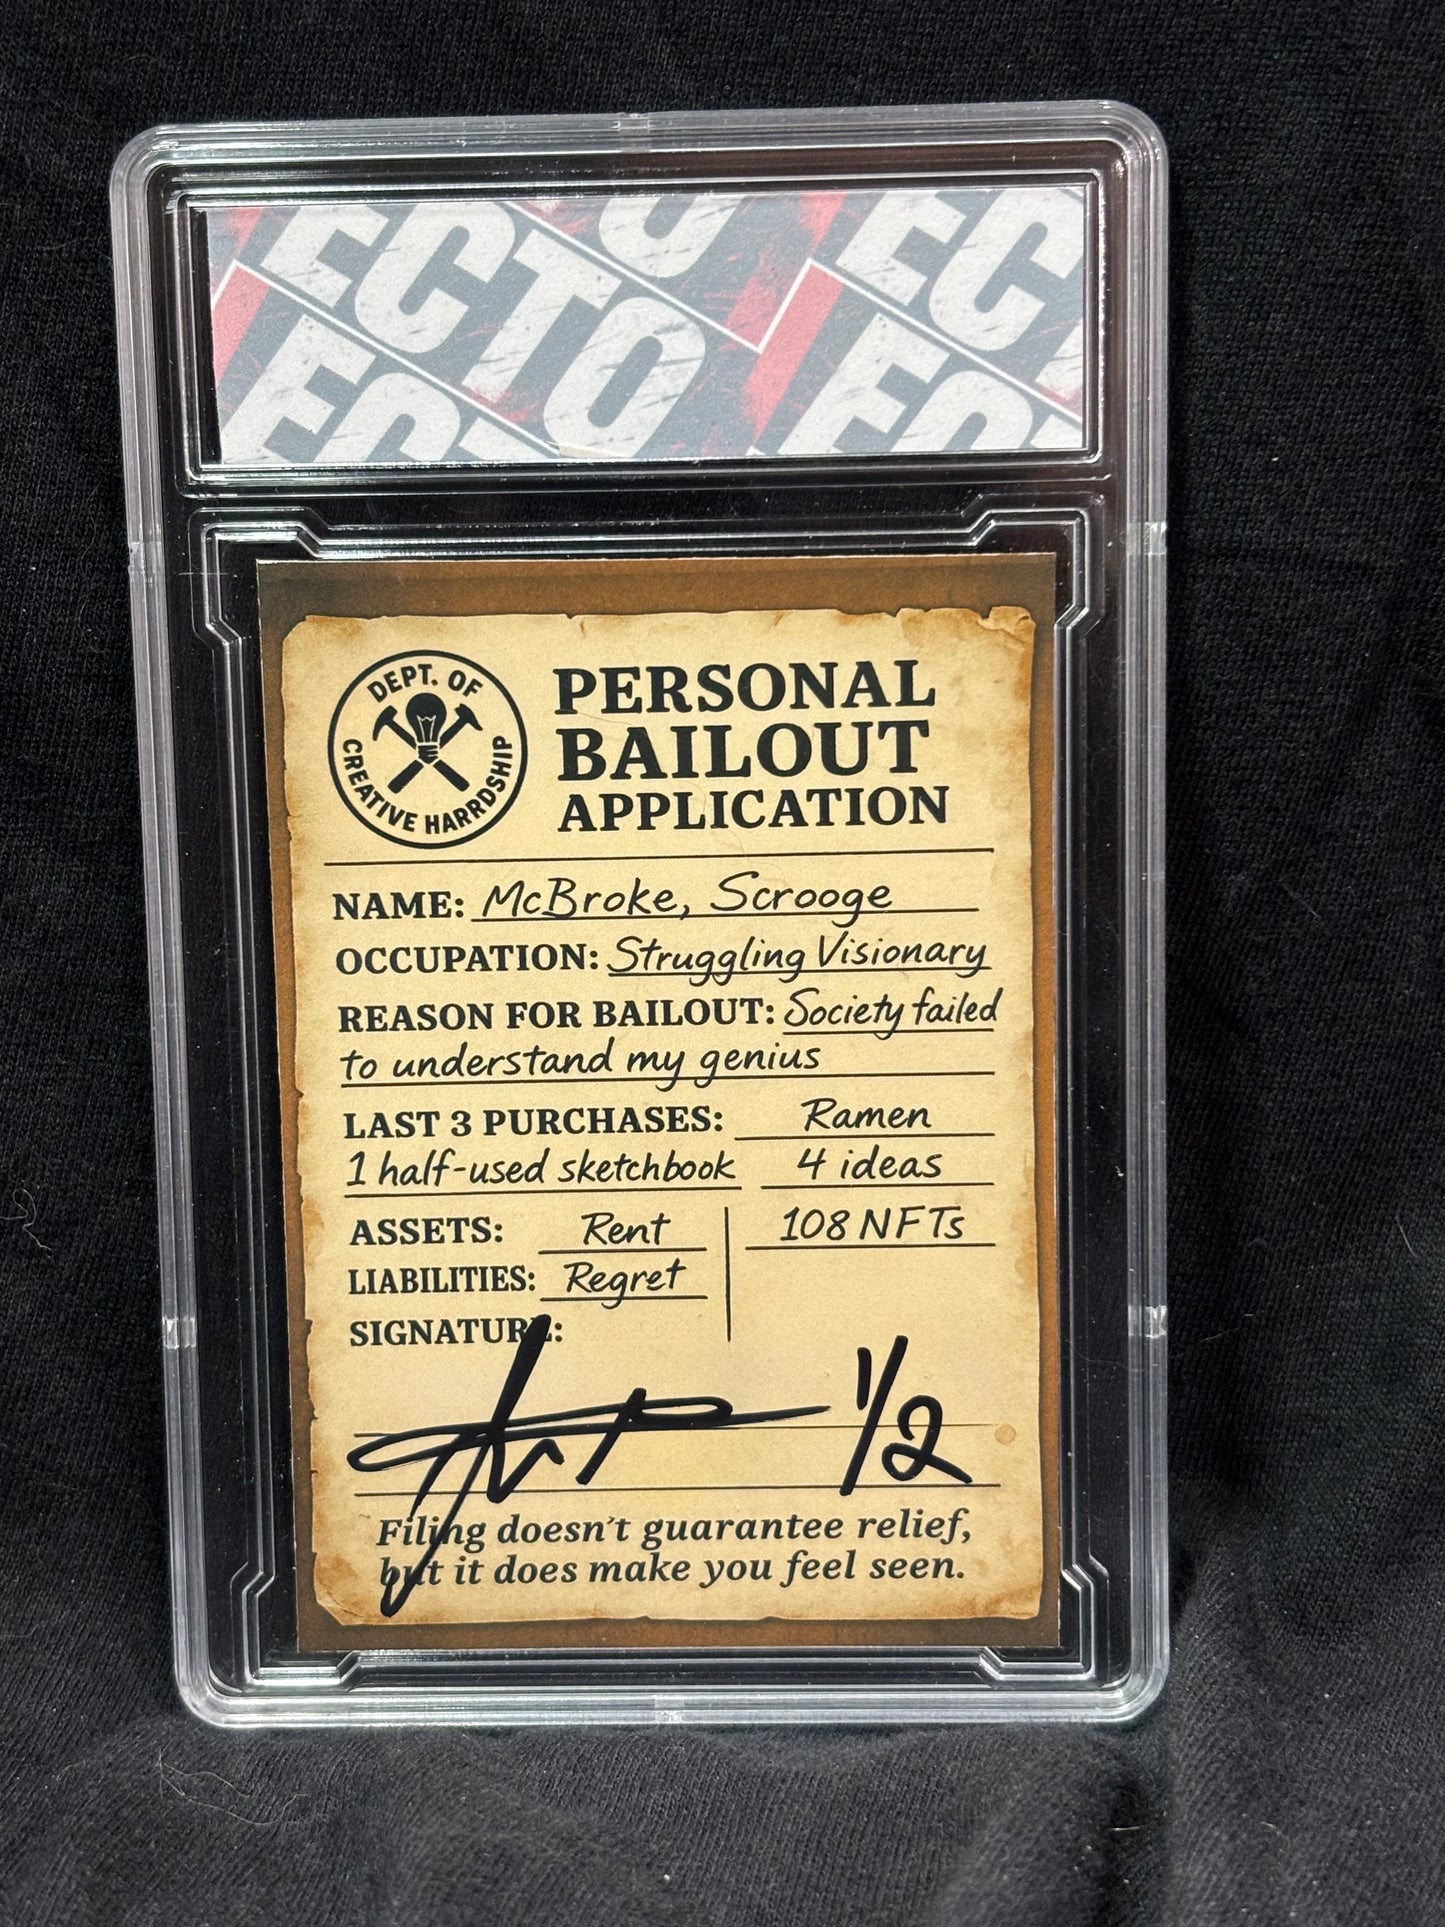 ECTO
EC
DEPT. OF
CREATIVE HARRDSHIP
PERSONAL
BAILOUT
APPLICATION
NAME: McBroke, Scrooge
OCCUPATION: Struggling Visionary
REASON FOR BAILOUT: Society failed
to understand my genius
LAST 3 PURCHASES: Ramen
1 half-used sketchbook 4 ideas
ASSETS: Rent 108 NFTs
LIABILITIES: Regret
SIGNATURE:
1/2
Filing doesn't guarantee relief,
but it does make you feel seen.